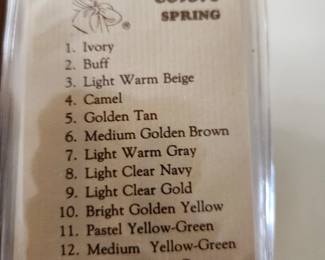 ®
SPRING
1. Ivory
2. Buff
3. Light Warm Beige
4. Camel
5. Golden Tan
6. Medium Golden Brown
7. Light Warm Gray
8. Light Clear Navy
9. Light Clear Gold
10. Bright Golden Yellow
11. Pastel Yellow-Green
12. Medium Yellow-Green